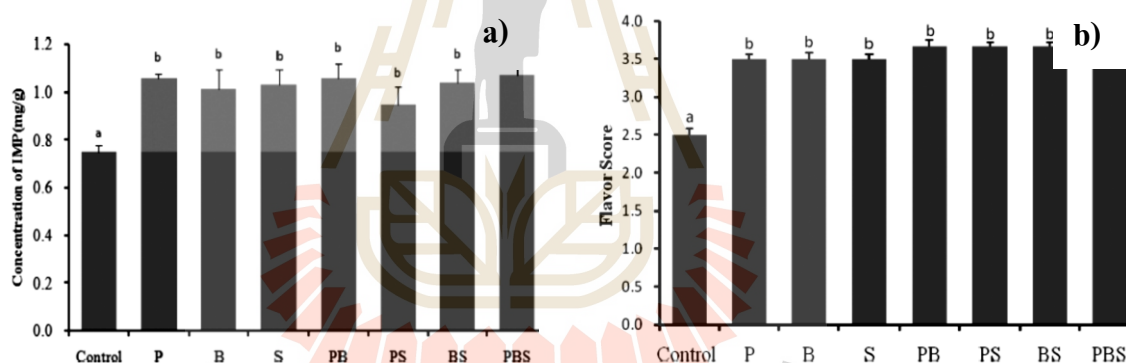 a)
1.2
1.0
0.8
0.6
0.4
0.2
0.0
Concentration of IMP(mg/g)
a b b b b b b
Control P B S PB PS BS PBS
b)
4.0
3.5
3.0
2.5
2.0
1.5
1.0
0.5
0.0
Flavor Score
a b b b b b b
Control P B S PB PS BS PBS